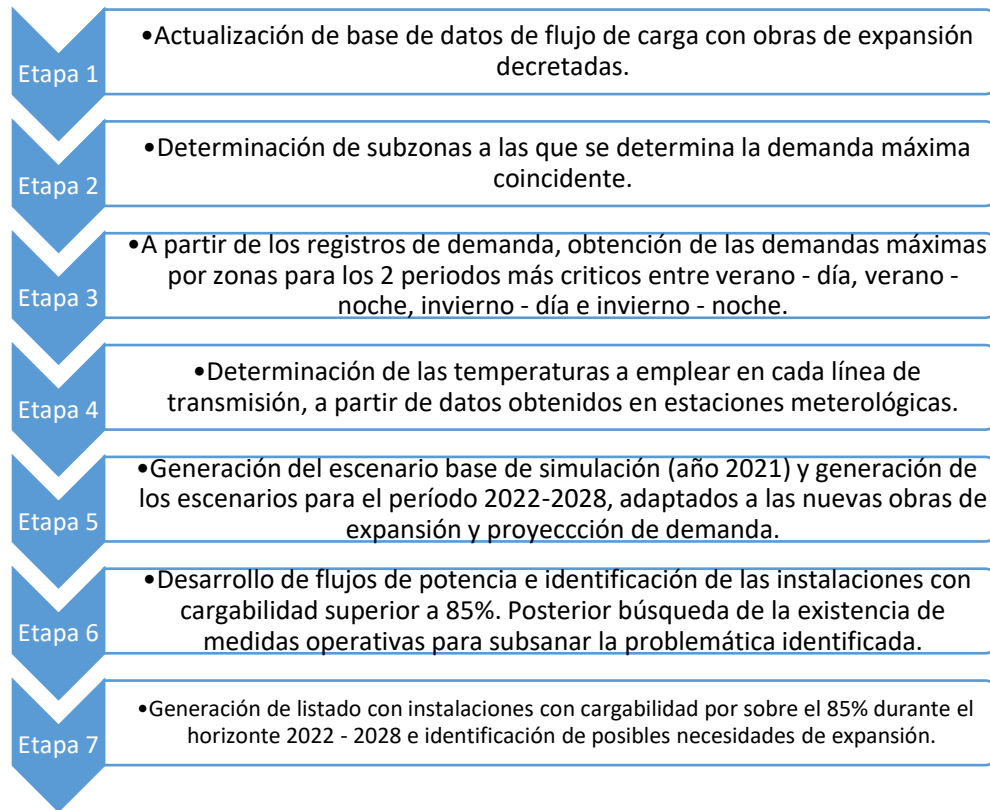 Etapa 1
•Actualización de base de datos de flujo de carga con obras de expansión
decretadas.
Etapa 2
•Determinación de subzonas a las que se determina la demanda máxima
coincidente.
Etapa 3
•A partir de los registros de demanda, obtención de las demandas máximas
por zonas para los 2 periodos más criticos entre verano - día, verano -
noche, invierno - día e invierno - noche.
Etapa 4
•Determinación de las temperaturas a emplear en cada línea de
transmisión, a partir de datos obtenidos en estaciones meterológicas.
Etapa 5
•Generación del escenario base de simulación (año 2021) y generación de
los escenarios para el período 2022-2028, adaptados a las nuevas obras de
expansión y proyeccción de demanda.
Etapa 6
•Desarrollo de flujos de potencia e identificación de las instalaciones con
cargabilidad superior a 85%. Posterior búsqueda de la existencia de
medidas operativas para subsanar la problemática identificada.
Etapa 7
•Generación de listado con instalaciones con cargabilidad por sobre el 85% durante el
horizonte 2022 - 2028 e identificación de posibles necesidades de expansión.